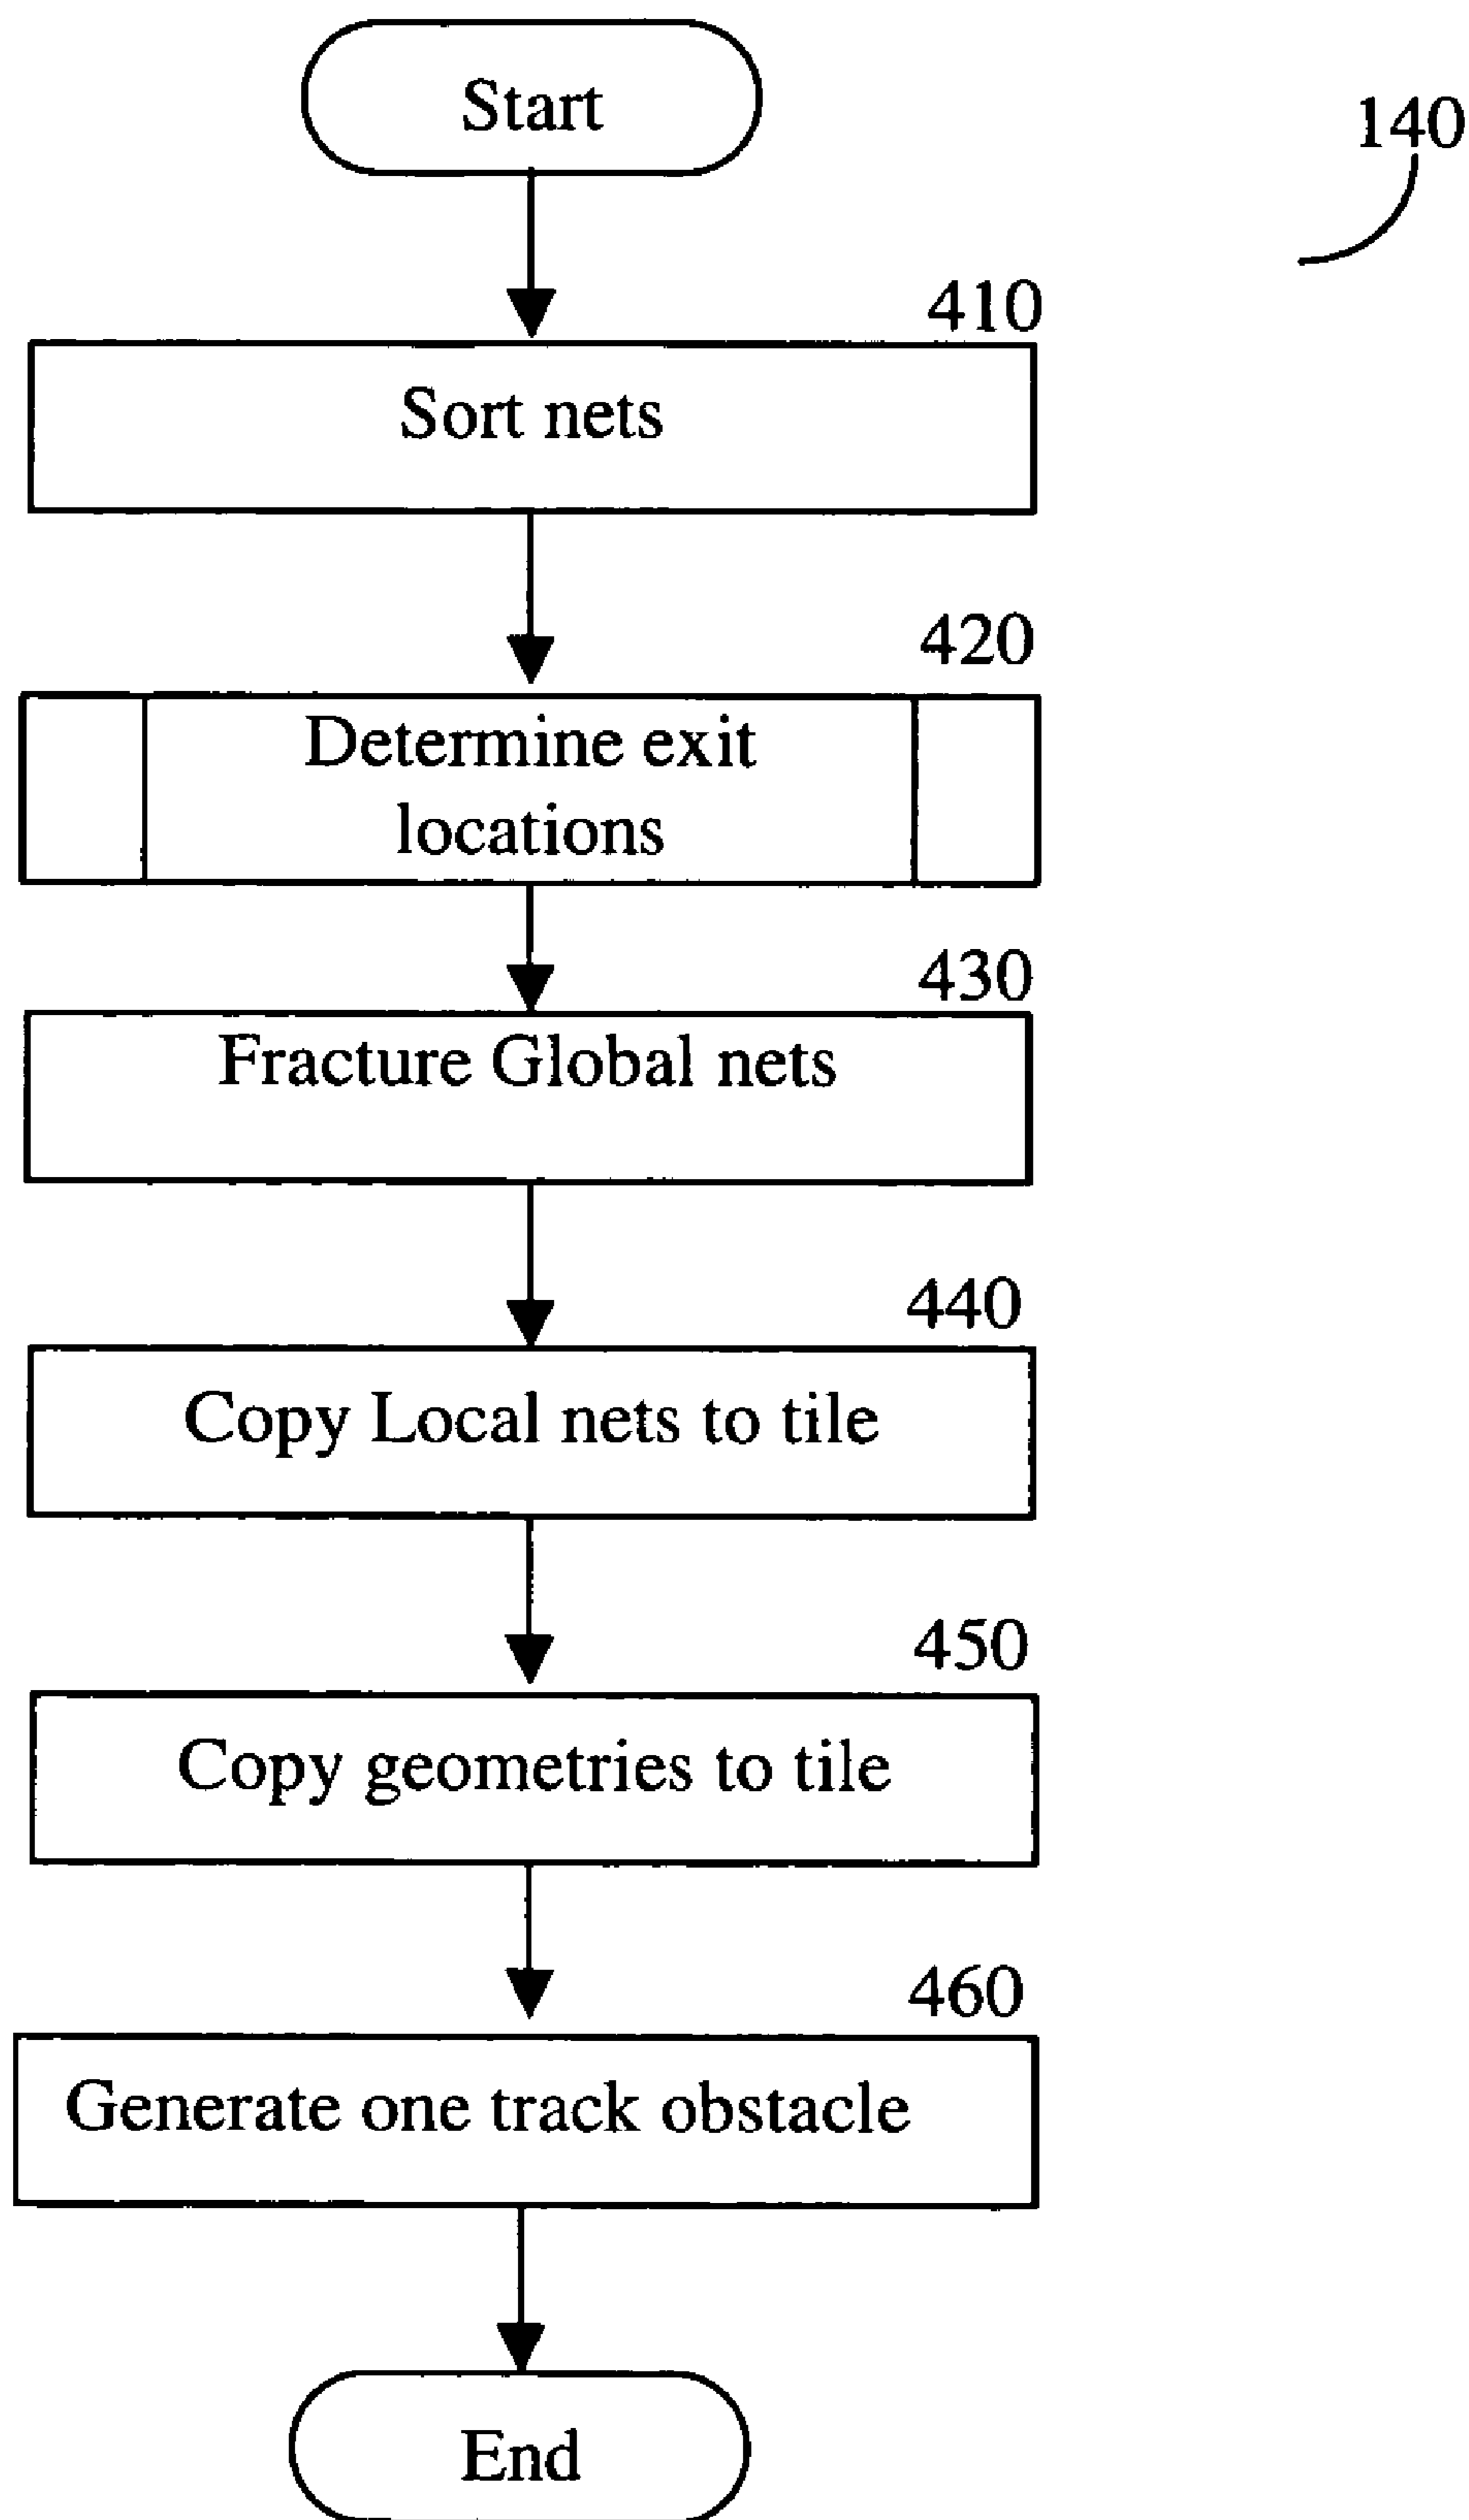 Start
140
410
Sort nets
420
Determine exit
locations
430
Fracture Global nets
440
Copy Local nets to tile
450
Copy geometries to tile
460
Generate one track obstacle
End